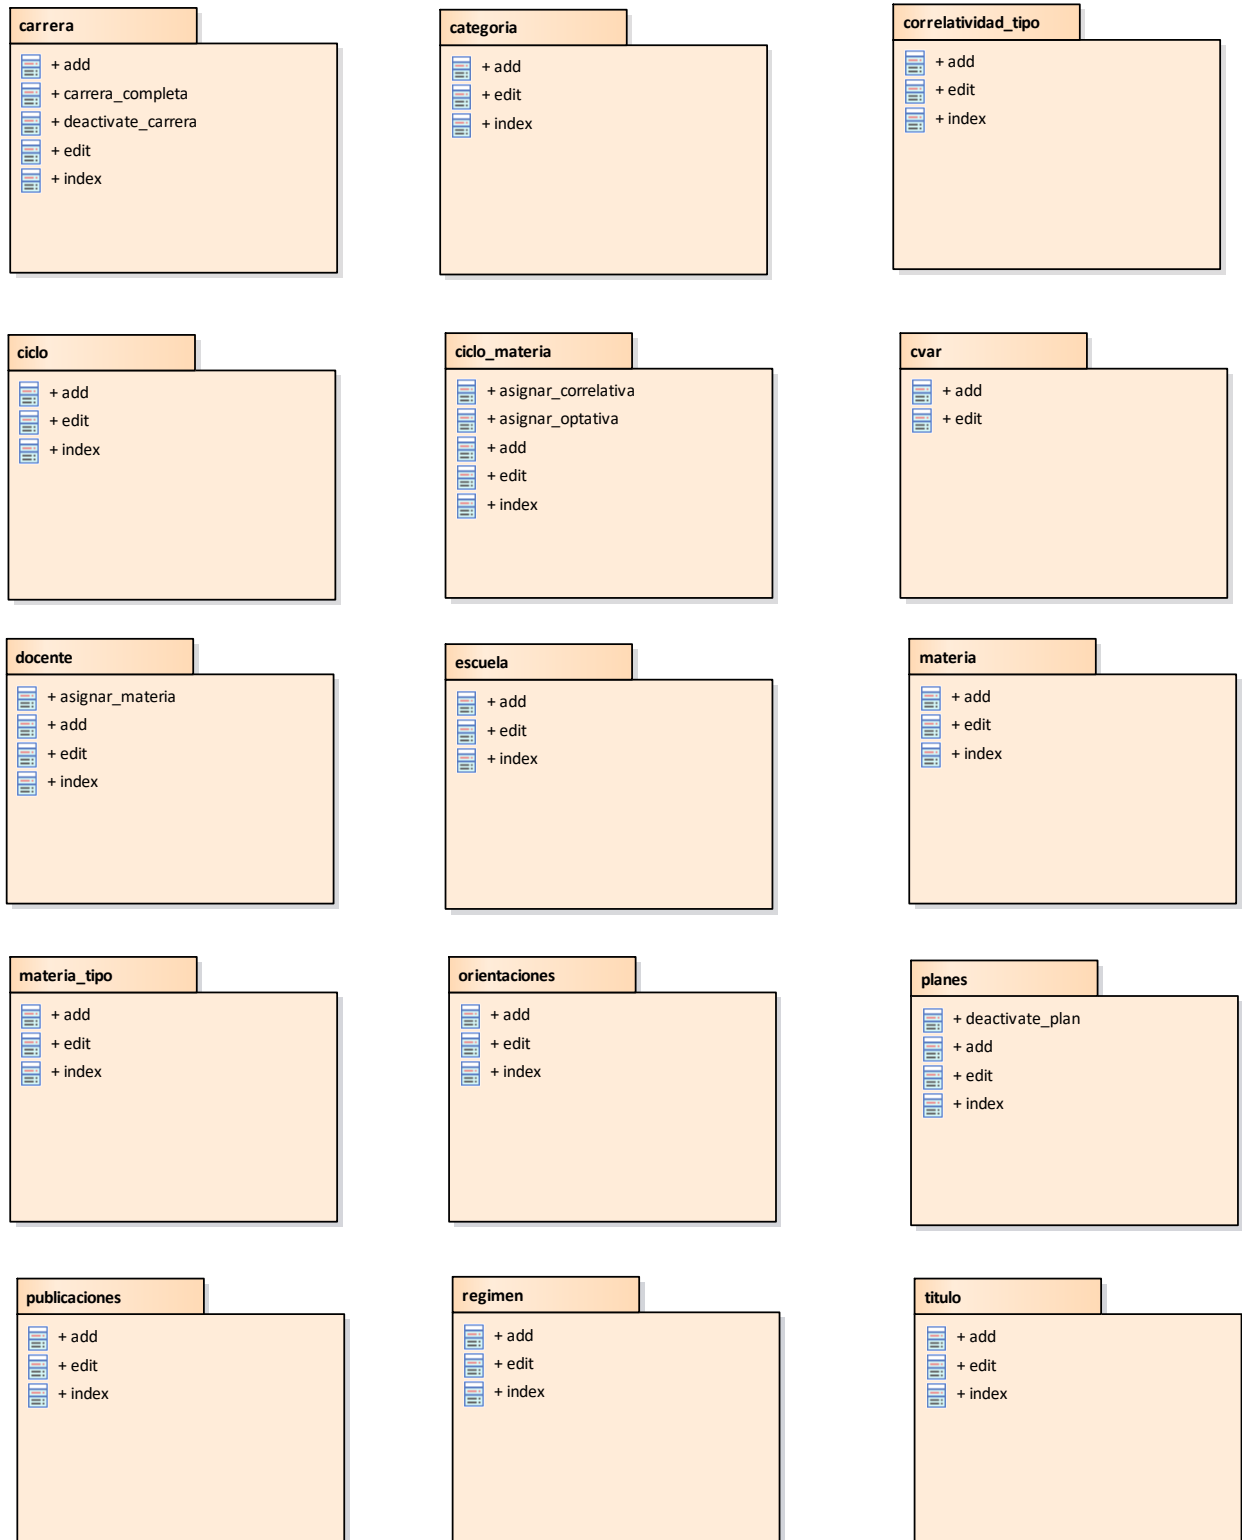 carrera
+ add
+ carrera_completa
+ deactivate_carrera
+ edit
+ index
categoria
+ add
+ edit
+ index
correlatividad_tipo
+ add
+ edit
+ index
ciclo
+ add
+ edit
+ index
ciclo_materia
+ asignar_correlativa
+ asignar_optativa
+ add
+ edit
+ index
cvar
+ add
+ edit
docente
+ asignar_materia
+ add
+ edit
+ index
escuela
+ add
+ edit
+ index
materia
+ add
+ edit
+ index
materia_tipo
+ add
+ edit
+ index
orientaciones
+ add
+ edit
+ index
planes
+ deactivate_plan
+ add
+ edit
+ index
publicaciones
+ add
+ edit
+ index
regimen
+ add
+ edit
+ index
titulo
+ add
+ edit
+ index